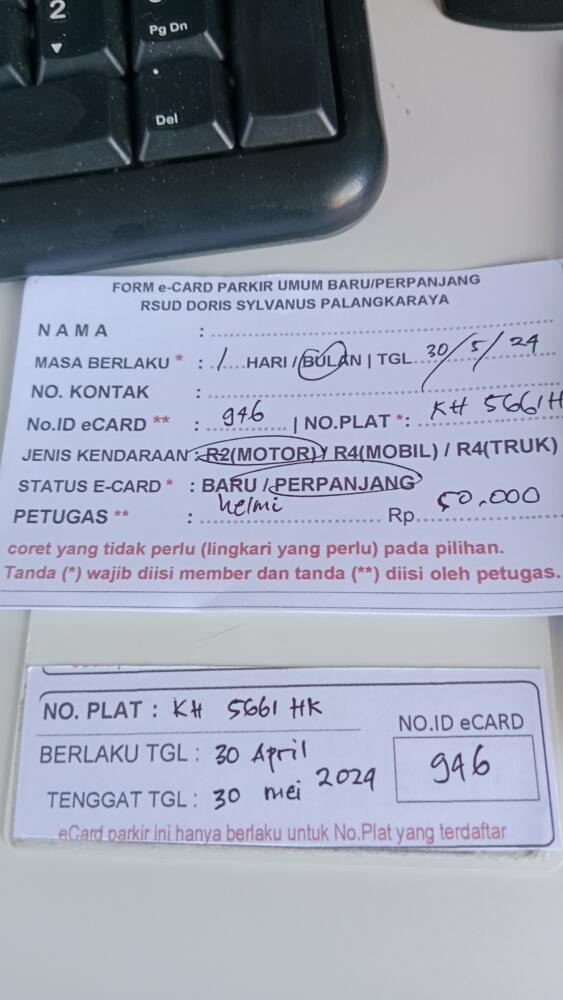 2
▼
Pg Dn
.
Del
FORM e-CARD PARKIR UMUM BARU/PERPANJANG
RSUD DORIS SYLVANUS PALANGKARAYA
NAMA :
MASA BERLAKU * : 1 HARI / BULAN | TGL 30/5/24
NO. KONTAK :
No.ID eCARD ** : 946 | NO.PLAT *: KH 5661 H
JENIS KENDARAAN : R2(MOTOR) / R4(MOBIL) / R4(TRUK)
STATUS E-CARD * : BARU / PERPANJANG
PETUGAS ** : helmi Rp. 50.000
coret yang tidak perlu (lingkari yang perlu) pada pilihan.
Tanda (*) wajib diisi member dan tanda (**) diisi oleh petugas.
NO. PLAT : KH 5661 HK
BERLAKU TGL : 30 April
TENGGAT TGL : 30 mei 2024
NO.ID eCARD
946
eCard parkir ini hanya berlaku untuk No.Plat yang terdaftar